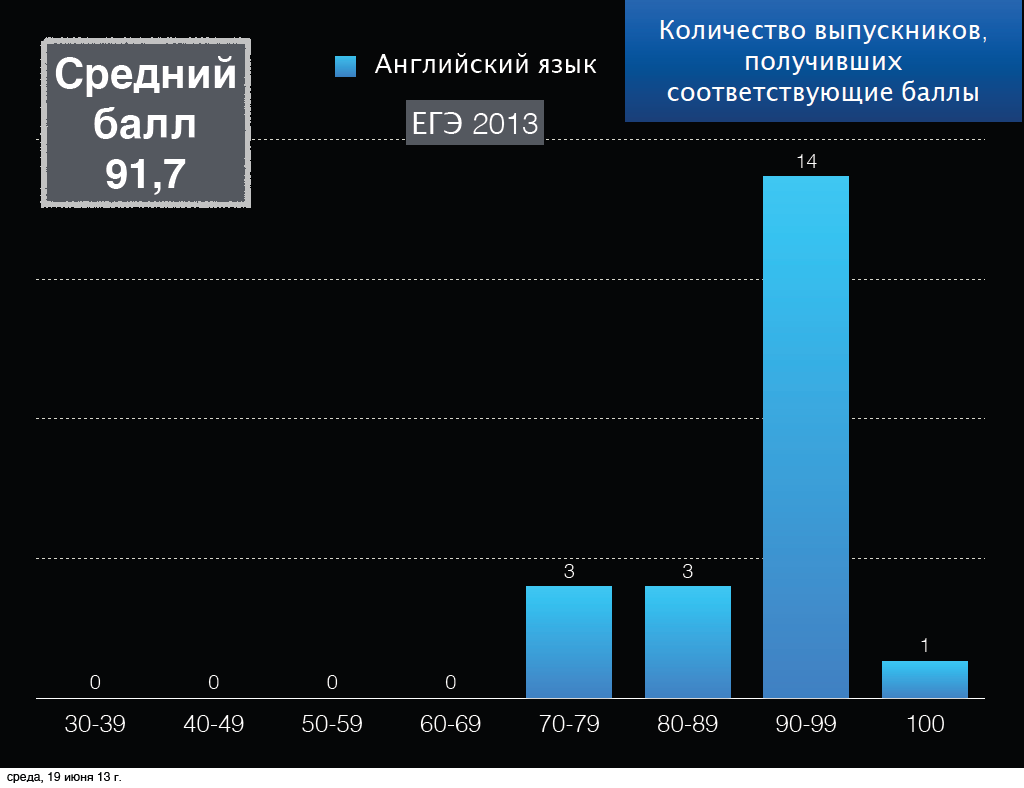 Средний
балл
91,7
Английский язык
ЕГЭ 2013
Количество выпускников,
получивших
соответствующие баллы
0 0 0 0 3 3 14 1
30-39 40-49 50-59 60-69 70-79 80-89 90-99 100
среда, 19 июня 13 г.